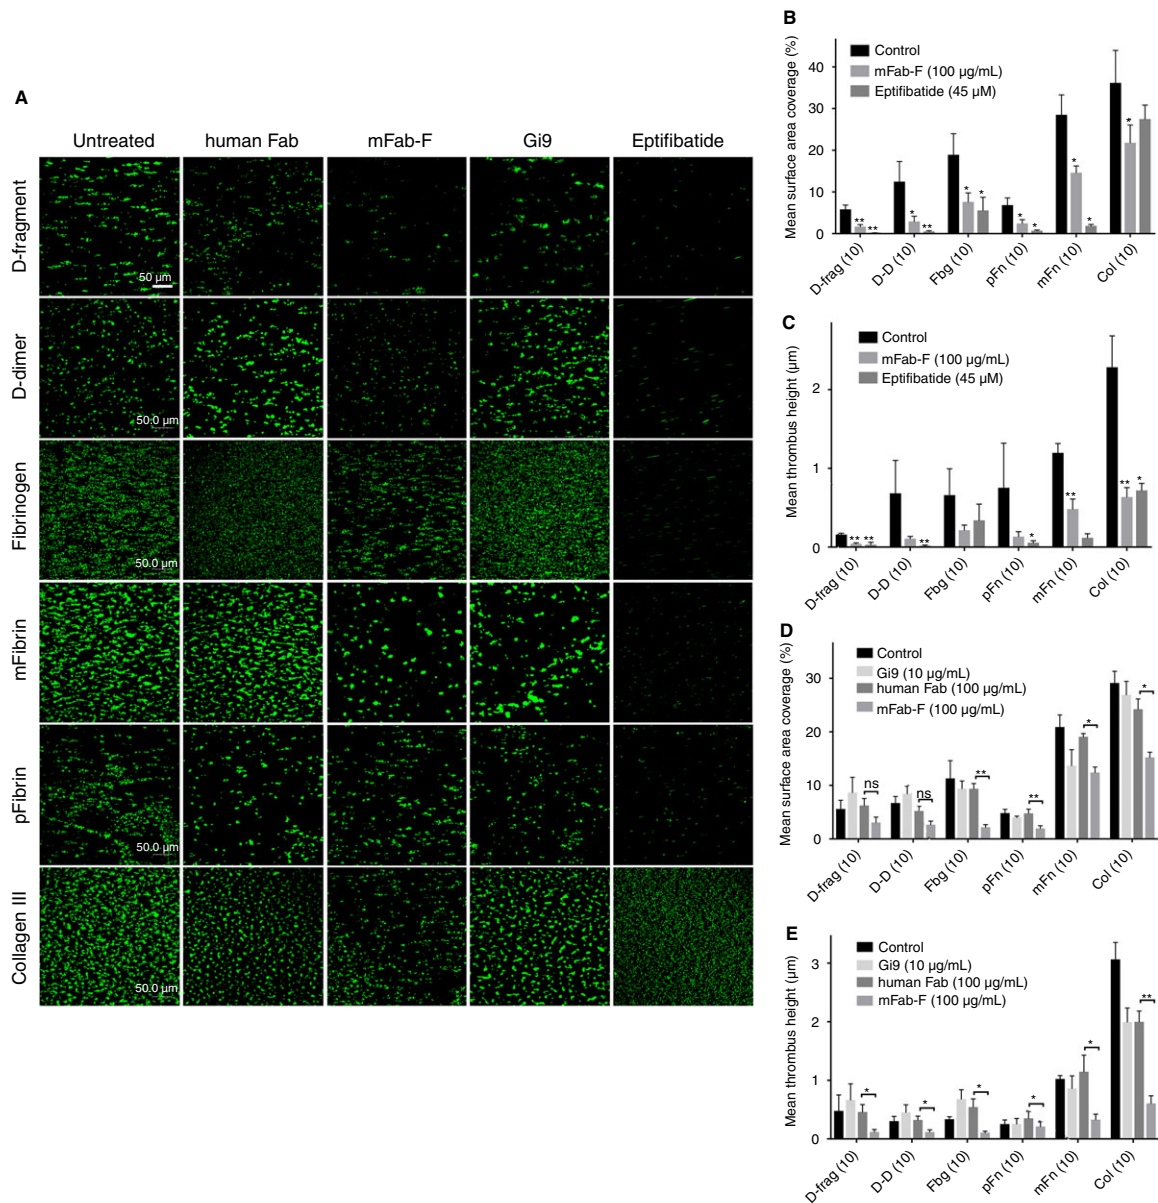 A
Untreated human Fab mFab-F Gi9 Eptifibatide
D-fragment
50 µm
D-dimer
50.0 µm
Fibrinogen
50.0 µm
mFibrin
pFibrin
50.0 µm
Collagen III
50.0 µm
B
Mean surface area coverage (%)
40
30
20
10
0
Control
mFab-F (100 µg/mL)
Eptifibatide (45 µM)
** ** * ** * * * * * * *
D-frag (10) D-D (10) Fbg (10) pFn (10) mFn (10) Col (10)
C
Mean thrombus height (µm)
2
1
0
Control
mFab-F (100 µg/mL)
Eptifibatide (45 µM)
** ** ** * ** ** *
D-frag (10) D-D (10) Fbg (10) pFn (10) mFn (10) Col (10)
D
Mean surface area coverage (%)
30
20
10
0
Control
Gi9 (10 µg/mL)
human Fab (100 µg/mL)
mFab-F (100 µg/mL)
ns ns ** ** * *
D-frag (10) D-D (10) Fbg (10) pFn (10) mFn (10) Col (10)
E
Mean thrombus height (µm)
3
2
1
0
Control
Gi9 (10 µg/mL)
human Fab (100 µg/mL)
mFab-F (100 µg/mL)
* * * * * **
D-frag (10) D-D (10) Fbg (10) pFn (10) mFn (10) Col (10)